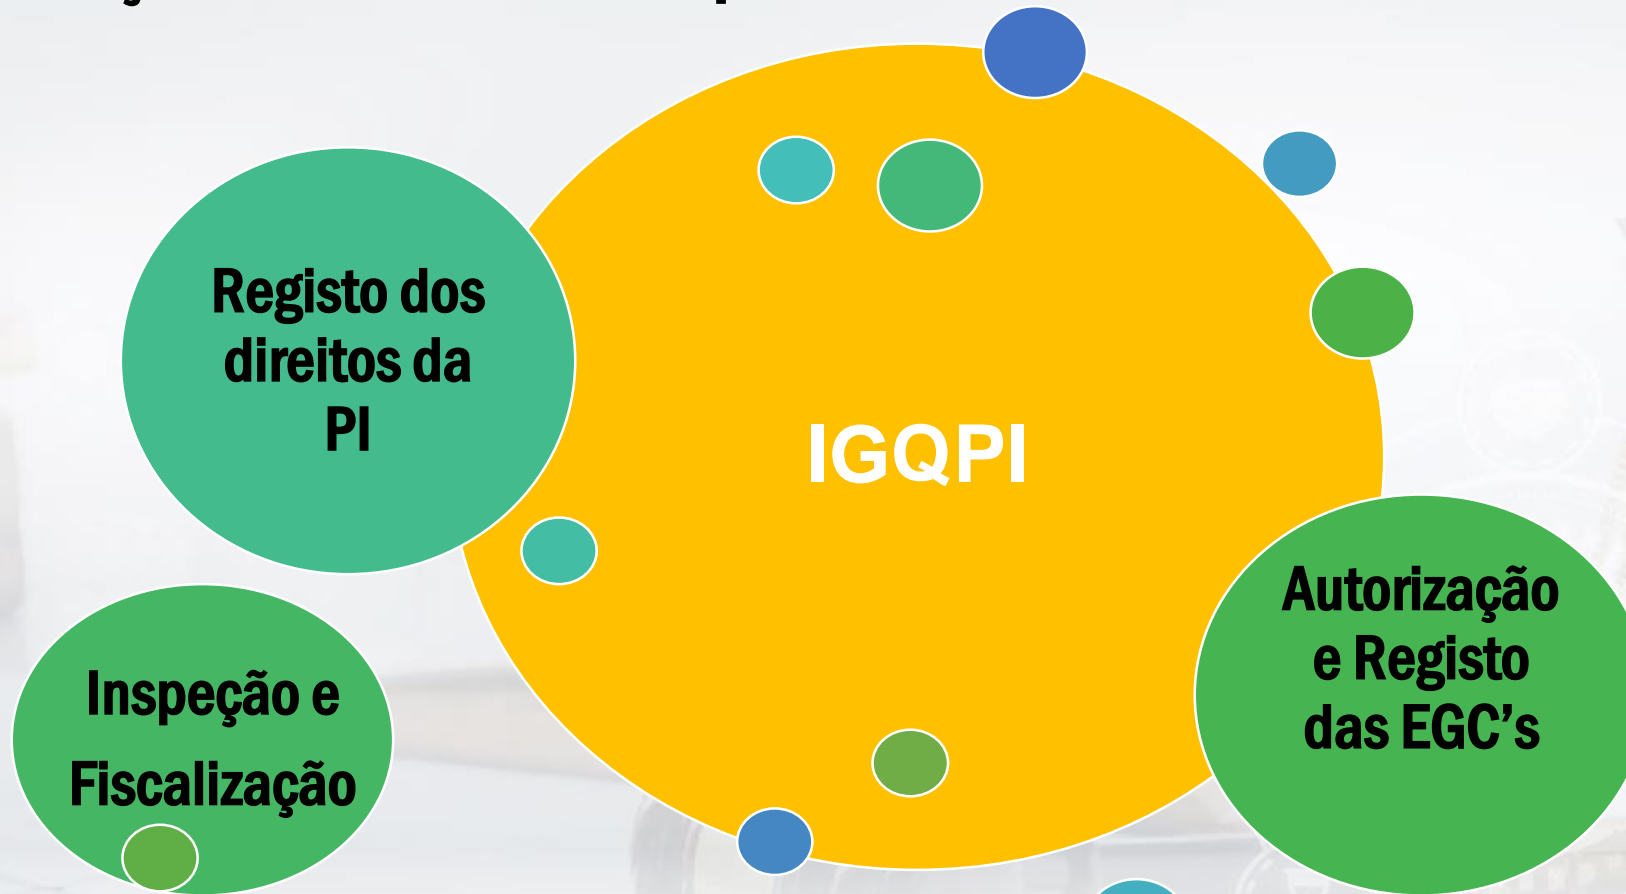 Registo dos
direitos da
PI
IGQPI
Autorização
e Registo
das EGC’s
Inspeção e
Fiscalização